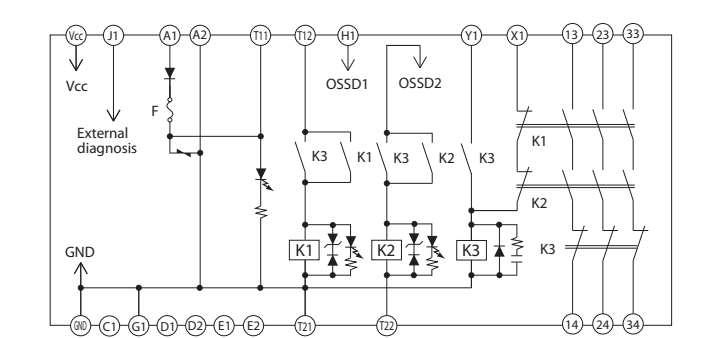 Vcc J1 A1 A2 T11 T12 H1 Y1 X1 13 23 33
Vcc
OSSD1
OSSD2
F
External
diagnosis
K1
K3 K1 K3 K2 K3
K2
GND
K1 K2 K3 K3
GND C1 G1 D1 D2 E1 E2 T21 T22 14 24 34